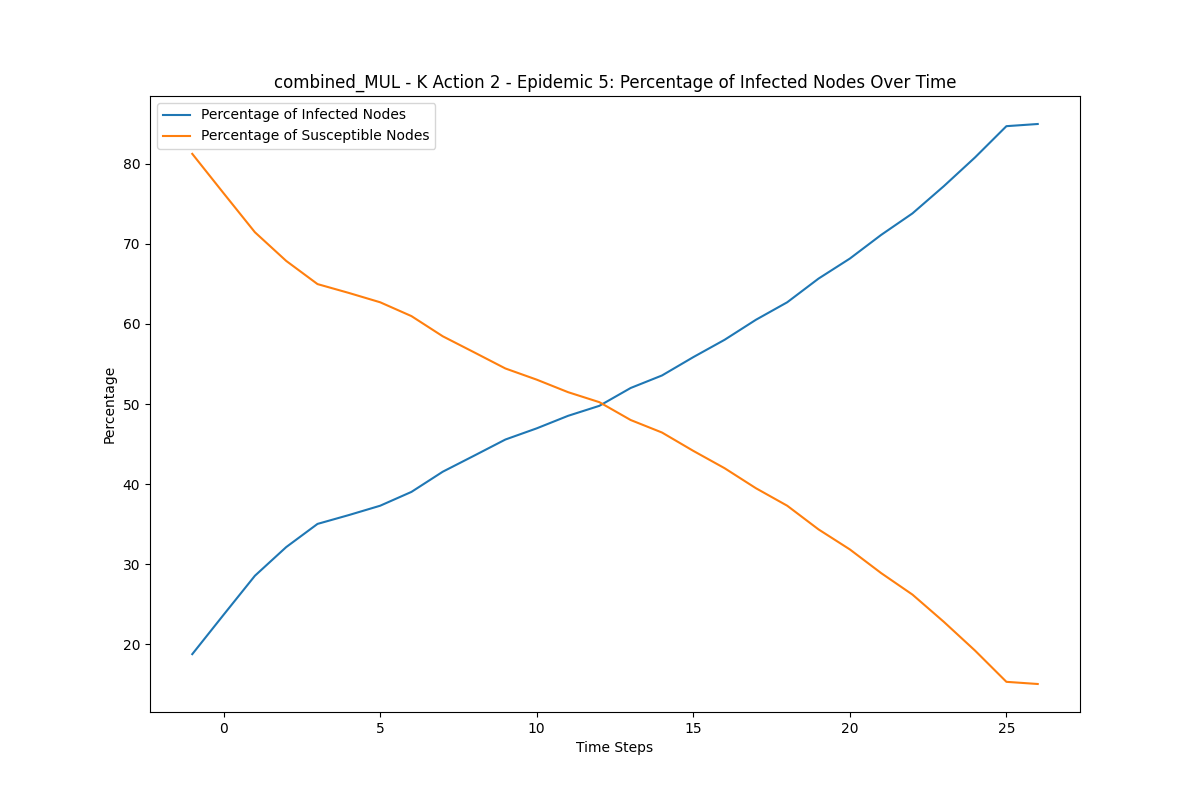 combined_MUL - K Action 2 - Epidemic 5: Percentage of Infected Nodes Over Time
Percentage of Infected Nodes
Percentage of Susceptible Nodes
80
70
60
50
40
30
20
Percentage
0 5 10 15 20 25
Time Steps